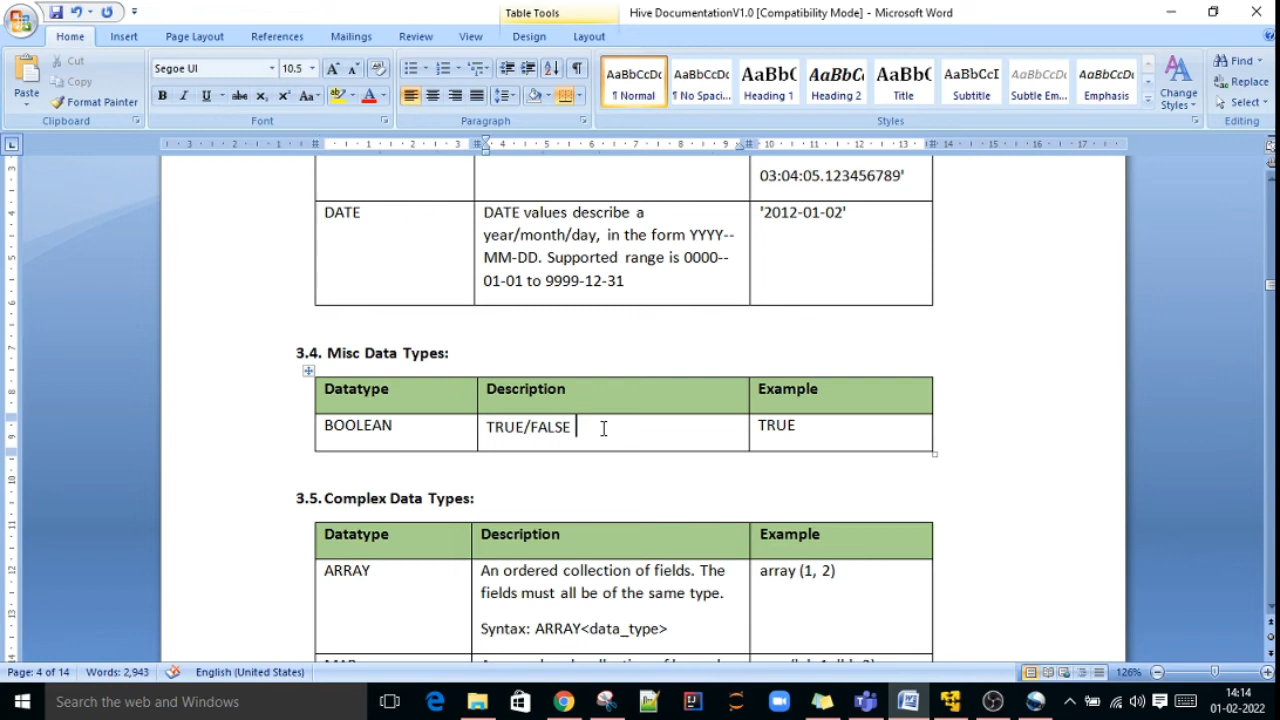 Table Tools
Hive DocumentationV1.0 [Compatibility Mode] - Microsoft Word
Home
Insert
Page Layout
References
Mailings
Review
View
Design
Layout
Paste
Cut
Copy
Format Painter
Clipboard
Segoe UI
10.5
Font
Paragraph
AaBbCcDc
¶ Normal
AaBbCcDc
¶ No Spaci...
AaBb(
Heading 1
AaBbC
Heading 2
AaBb(
Title
AaBbCcI
Subtitle
AaBbCcDc
Subtle Em...
AaBbCcDc
Emphasis
Change
Styles
Styles
Find
Replace
Select
Editing
03:04:05.123456789'
DATE
DATE values describe a
year/month/day, in the form YYYY--
MM-DD. Supported range is 0000--
01-01 to 9999-12-31
'2012-01-02'
3.4. Misc Data Types:
Datatype
Description
Example
BOOLEAN
TRUE/FALSE
TRUE
3.5. Complex Data Types:
Datatype
Description
Example
ARRAY
An ordered collection of fields. The
fields must all be of the same type.
Syntax: ARRAY<data_type>
array (1, 2)
Page: 4 of 14
Words: 2,943
English (United States)
126%
Search the web and Windows
14:14
01-02-2022